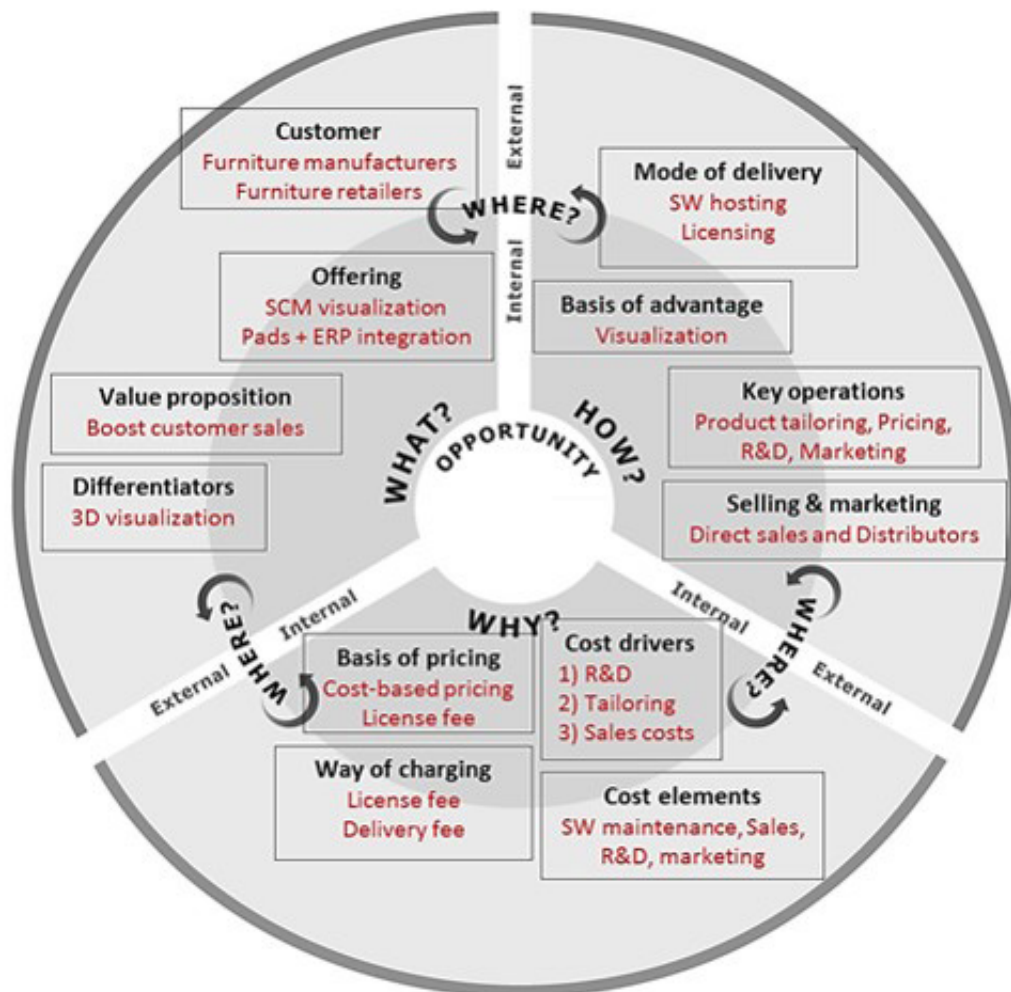 External
Internal
WHERE?
Customer
Furniture manufacturers
Furniture retailers
Offering
SCM visualization
Pads + ERP integration
Value proposition
Boost customer sales
Differentiators
3D visualization
WHAT?
OPPORTUNITY
HOW?
Mode of delivery
SW hosting
Licensing
Basis of advantage
Visualization
Key operations
Product tailoring, Pricing,
R&D, Marketing
Selling & marketing
Direct sales and Distributors
Internal
External
WHERE?
WHY?
Internal
External
WHERE?
Basis of pricing
Cost-based pricing
License fee
Cost drivers
1) R&D
2) Tailoring
3) Sales costs
Way of charging
License fee
Delivery fee
Cost elements
SW maintenance, Sales,
R&D, marketing